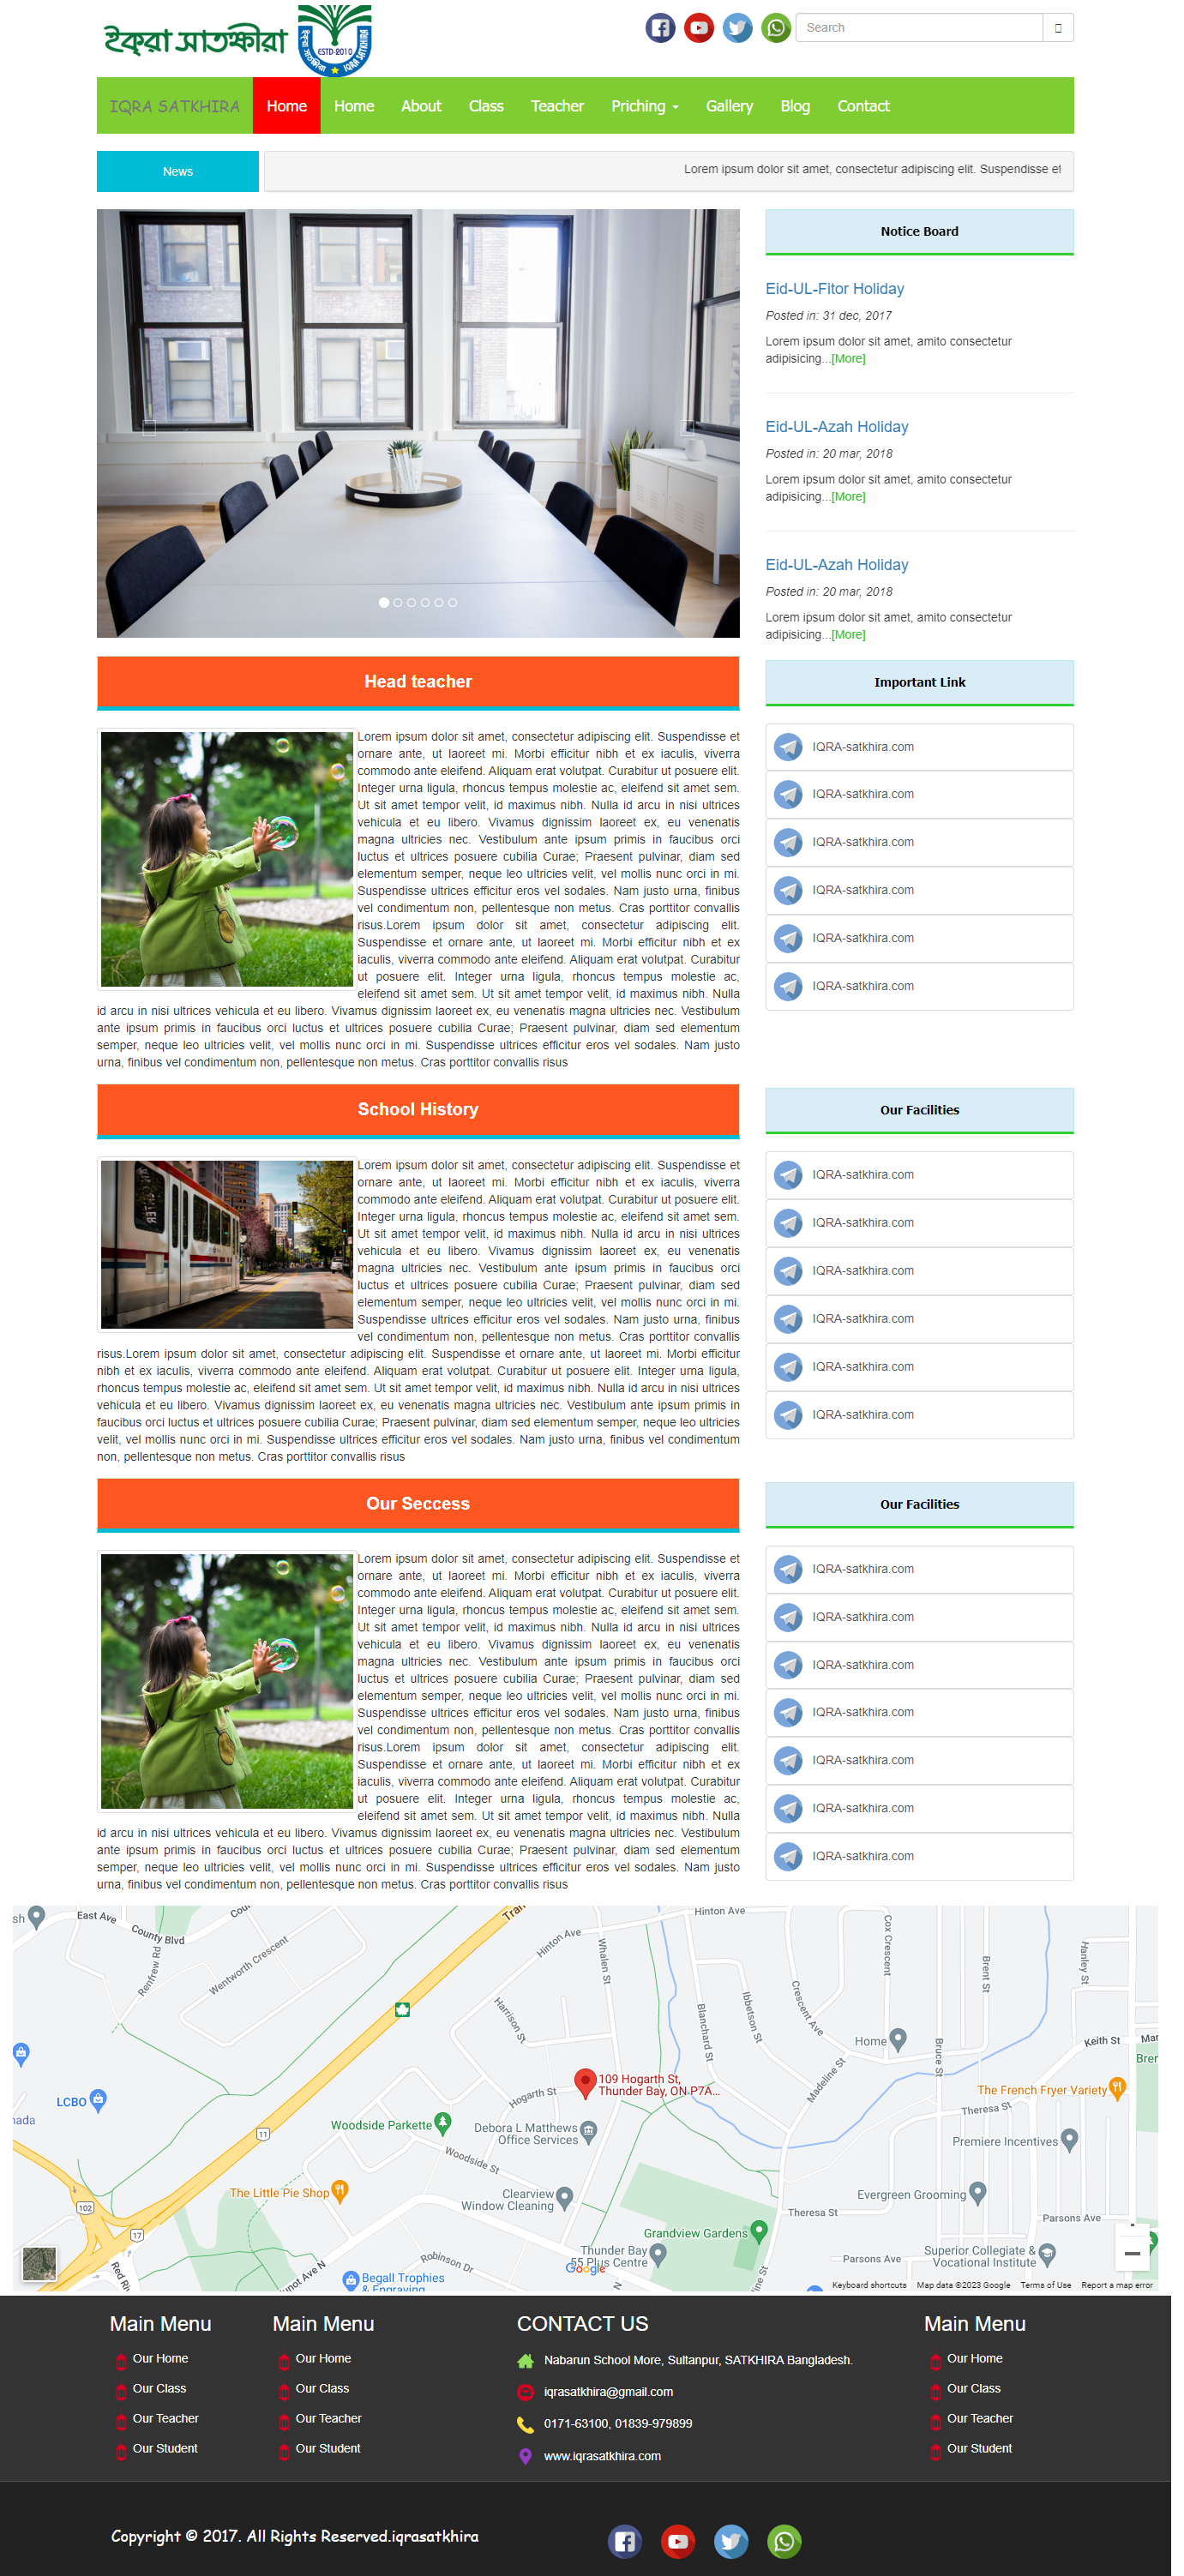 ইক্‌রা সাতক্ষীরা
ESTD-2010
IQRA SATKHIRA
Search
IQRA SATKHIRA Home Home About Class Teacher Priching Gallery Blog Contact
News
Lorem ipsum dolor sit amet, consectetur adipiscing elit. Suspendisse et
Notice Board
Eid-UL-Fitor Holiday
Posted in: 31 dec, 2017
Lorem ipsum dolor sit amet, amito consectetur
adipisicing...[More]
Eid-UL-Azah Holiday
Posted in: 20 mar, 2018
Lorem ipsum dolor sit amet, amito consectetur
adipisicing...[More]
Eid-UL-Azah Holiday
Posted in: 20 mar, 2018
Lorem ipsum dolor sit amet, amito consectetur
adipisicing...[More]
Head teacher
Lorem ipsum dolor sit amet, consectetur adipiscing elit. Suspendisse et
ornare ante, ut laoreet mi. Morbi efficitur nibh et ex iaculis, viverra
commodo ante eleifend. Aliquam erat volutpat. Curabitur ut posuere elit.
Integer urna ligula, rhoncus tempus molestie ac, eleifend sit amet sem.
Ut sit amet tempor velit, id maximus nibh. Nulla id arcu in nisi ultrices
vehicula et eu libero. Vivamus dignissim laoreet ex, eu venenatis
magna ultricies nec. Vestibulum ante ipsum primis in faucibus orci
luctus et ultrices posuere cubilia Curae; Praesent pulvinar, diam sed
elementum semper, neque leo ultricies velit, vel mollis nunc orci in mi.
Suspendisse ultrices efficitur eros vel sodales. Nam justo urna, finibus
vel condimentum non, pellentesque non metus. Cras porttitor convallis
risus.Lorem ipsum dolor sit amet, consectetur adipiscing elit.
Suspendisse et ornare ante, ut laoreet mi. Morbi efficitur nibh et ex
iaculis, viverra commodo ante eleifend. Aliquam erat volutpat. Curabitur
ut posuere elit. Integer urna ligula, rhoncus tempus molestie ac,
eleifend sit amet sem. Ut sit amet tempor velit, id maximus nibh. Nulla
id arcu in nisi ultrices vehicula et eu libero. Vivamus dignissim laoreet ex, eu venenatis magna ultricies nec. Vestibulum
ante ipsum primis in faucibus orci luctus et ultrices posuere cubilia Curae; Praesent pulvinar, diam sed elementum
semper, neque leo ultricies velit, vel mollis nunc orci in mi. Suspendisse ultrices efficitur eros vel sodales. Nam justo
urna, finibus vel condimentum non, pellentesque non metus. Cras porttitor convallis risus
Important Link
IQRA-satkhira.com
IQRA-satkhira.com
IQRA-satkhira.com
IQRA-satkhira.com
IQRA-satkhira.com
IQRA-satkhira.com
School History
Lorem ipsum dolor sit amet, consectetur adipiscing elit. Suspendisse et
ornare ante, ut laoreet mi. Morbi efficitur nibh et ex iaculis, viverra
commodo ante eleifend. Aliquam erat volutpat. Curabitur ut posuere elit.
Integer urna ligula, rhoncus tempus molestie ac, eleifend sit amet sem.
Ut sit amet tempor velit, id maximus nibh. Nulla id arcu in nisi ultrices
vehicula et eu libero. Vivamus dignissim laoreet ex, eu venenatis
magna ultricies nec. Vestibulum ante ipsum primis in faucibus orci
luctus et ultrices posuere cubilia Curae; Praesent pulvinar, diam sed
elementum semper, neque leo ultricies velit, vel mollis nunc orci in mi.
Suspendisse ultrices efficitur eros vel sodales. Nam justo urna, finibus
vel condimentum non, pellentesque non metus. Cras porttitor convallis
risus.Lorem ipsum dolor sit amet, consectetur adipiscing elit. Suspendisse et ornare ante, ut laoreet mi. Morbi efficitur
nibh et ex iaculis, viverra commodo ante eleifend. Aliquam erat volutpat. Curabitur ut posuere elit. Integer urna ligula,
rhoncus tempus molestie ac, eleifend sit amet sem. Ut sit amet tempor velit, id maximus nibh. Nulla id arcu in nisi ultrices
vehicula et eu libero. Vivamus dignissim laoreet ex, eu venenatis magna ultricies nec. Vestibulum ante ipsum primis in
faucibus orci luctus et ultrices posuere cubilia Curae; Praesent pulvinar, diam sed elementum semper, neque leo ultricies
velit, vel mollis nunc orci in mi. Suspendisse ultrices efficitur eros vel sodales. Nam justo urna, finibus vel condimentum
non, pellentesque non metus. Cras porttitor convallis risus
Our Facilities
IQRA-satkhira.com
IQRA-satkhira.com
IQRA-satkhira.com
IQRA-satkhira.com
IQRA-satkhira.com
IQRA-satkhira.com
Our Seccess
Lorem ipsum dolor sit amet, consectetur adipiscing elit. Suspendisse et
ornare ante, ut laoreet mi. Morbi efficitur nibh et ex iaculis, viverra
commodo ante eleifend. Aliquam erat volutpat. Curabitur ut posuere elit.
Integer urna ligula, rhoncus tempus molestie ac, eleifend sit amet sem.
Ut sit amet tempor velit, id maximus nibh. Nulla id arcu in nisi ultrices
vehicula et eu libero. Vivamus dignissim laoreet ex, eu venenatis
magna ultricies nec. Vestibulum ante ipsum primis in faucibus orci
luctus et ultrices posuere cubilia Curae; Praesent pulvinar, diam sed
elementum semper, neque leo ultricies velit, vel mollis nunc orci in mi.
Suspendisse ultrices efficitur eros vel sodales. Nam justo urna, finibus
vel condimentum non, pellentesque non metus. Cras porttitor convallis
risus.Lorem ipsum dolor sit amet, consectetur adipiscing elit.
Suspendisse et ornare ante, ut laoreet mi. Morbi efficitur nibh et ex
iaculis, viverra commodo ante eleifend. Aliquam erat volutpat. Curabitur
ut posuere elit. Integer urna ligula, rhoncus tempus molestie ac,
eleifend sit amet sem. Ut sit amet tempor velit, id maximus nibh. Nulla
id arcu in nisi ultrices vehicula et eu libero. Vivamus dignissim laoreet ex, eu venenatis magna ultricies nec. Vestibulum
ante ipsum primis in faucibus orci luctus et ultrices posuere cubilia Curae; Praesent pulvinar, diam sed elementum
semper, neque leo ultricies velit, vel mollis nunc orci in mi. Suspendisse ultrices efficitur eros vel sodales. Nam justo
urna, finibus vel condimentum non, pellentesque non metus. Cras porttitor convallis risus
Our Facilities
IQRA-satkhira.com
IQRA-satkhira.com
IQRA-satkhira.com
IQRA-satkhira.com
IQRA-satkhira.com
IQRA-satkhira.com
IQRA-satkhira.com
sh
East Ave
County Blvd
Cou
Renfrew Rd
Wentworth Crescent
Tran
Hinton Ave
Hinton Ave
Whalen St
Cox Crescent
Brent St
Hanley St
Harrison St
Blanchard St
Ibbetson St
Crescent Ave
Home
Bruce St
Keith St
Mar
Brer
Madeline St
109 Hogarth St,
Thunder Bay, ON P7A...
Hogarth St
LCBO
nada
The French Fryer Variety
Theresa St
Woodside Parkette
Debora L Matthews
Office Services
Premiere Incentives
11
Woodside St
The Little Pie Shop
Clearview
Window Cleaning
Evergreen Grooming
102
17
Theresa St
Parsons Ave
Grandview Gardens
Thunder Bay
55 Plus Centre
Parsons Ave
Superior Collegiate &
Vocational Institute
Robinson Dr
Red Riv
unot Ave N
Begall Trophies
& Engraving
Google
N
line St
Keyboard shortcuts Map data ©2023 Google Terms of Use Report a map error
Main Menu
Our Home
Our Class
Our Teacher
Our Student
Main Menu
Our Home
Our Class
Our Teacher
Our Student
CONTACT US
Nabarun School More, Sultanpur, SATKHIRA Bangladesh.
iqrasatkhira@gmail.com
0171-63100, 01839-979899
www.iqrasatkhira.com
Main Menu
Our Home
Our Class
Our Teacher
Our Student
Copyright © 2017. All Rights Reserved.iqrasatkhira